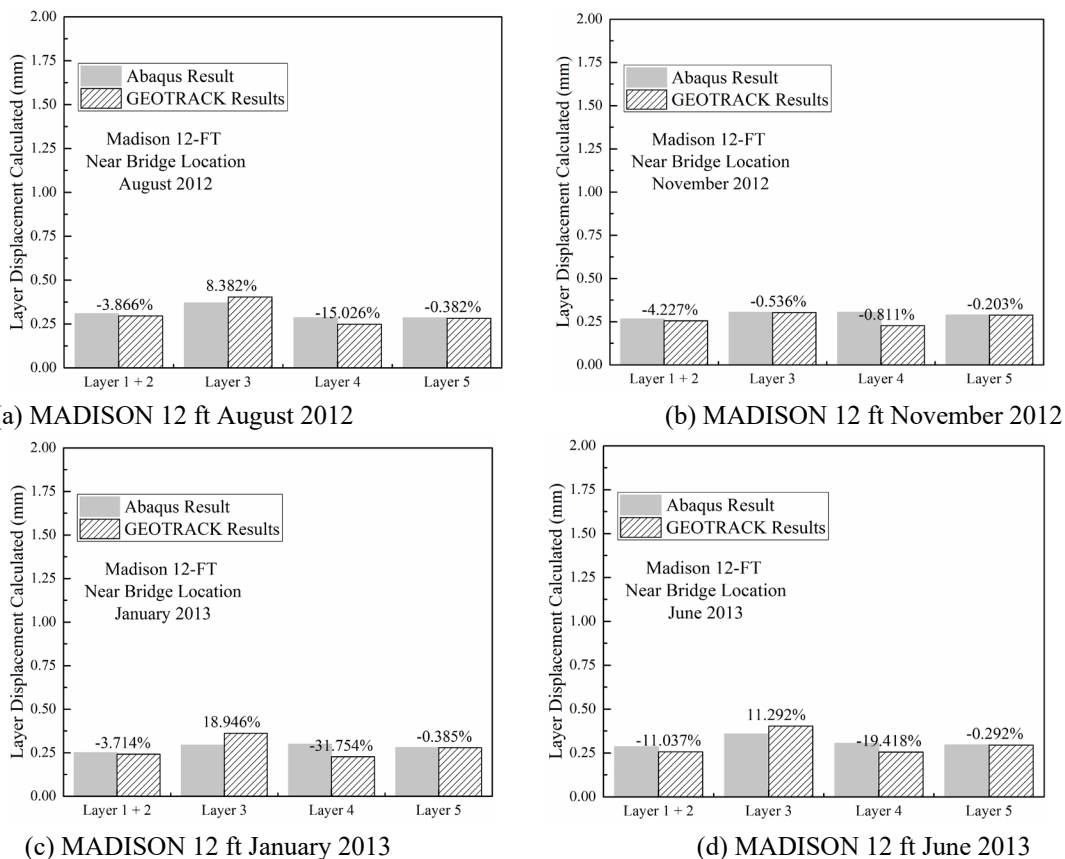 2.00
1.75
1.50
1.25
1.00
0.75
0.50
0.25
0.00
Layer Displacement Calculated (mm)
Abaqus Result
GEOTRACK Results
Madison 12-FT
Near Bridge Location
August 2012
-3.866%
8.382%
-15.026%
-0.382%
Layer 1 + 2 Layer 3 Layer 4 Layer 5
a) MADISON 12 ft August 2012
2.00
1.75
1.50
1.25
1.00
0.75
0.50
0.25
0.00
Layer Displacement Calculated (mm)
Abaqus Result
GEOTRACK Results
Madison 12-FT
Near Bridge Location
November 2012
-4.227%
-0.536%
-0.811%
-0.203%
Layer 1 + 2 Layer 3 Layer 4 Layer 5
(b) MADISON 12 ft November 2012
2.00
1.75
1.50
1.25
1.00
0.75
0.50
0.25
0.00
Layer Displacement Calculated (mm)
Abaqus Result
GEOTRACK Results
Madison 12-FT
Near Bridge Location
January 2013
-3.714%
18.946%
-31.754%
-0.385%
Layer 1 + 2 Layer 3 Layer 4 Layer 5
(c) MADISON 12 ft January 2013
2.00
1.75
1.50
1.25
1.00
0.75
0.50
0.25
0.00
Layer Displacement Calculated (mm)
Abaqus Result
GEOTRACK Results
Madison 12-FT
Near Bridge Location
June 2013
-11.037%
11.292%
-19.418%
-0.292%
Layer 1 + 2 Layer 3 Layer 4 Layer 5
(d) MADISON 12 ft June 2013